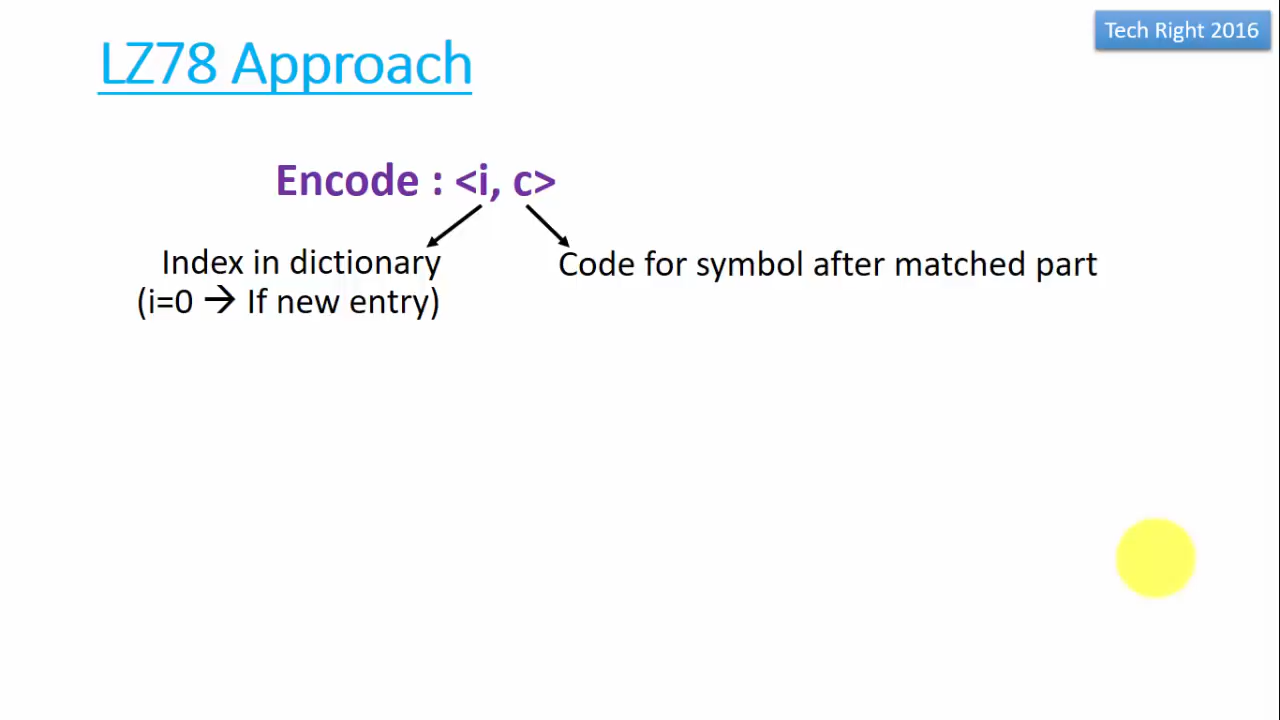 Tech Right 2016
LZ78 Approach
Encode : <i, c>
Index in dictionary
(i=0 → If new entry)
Code for symbol after matched part